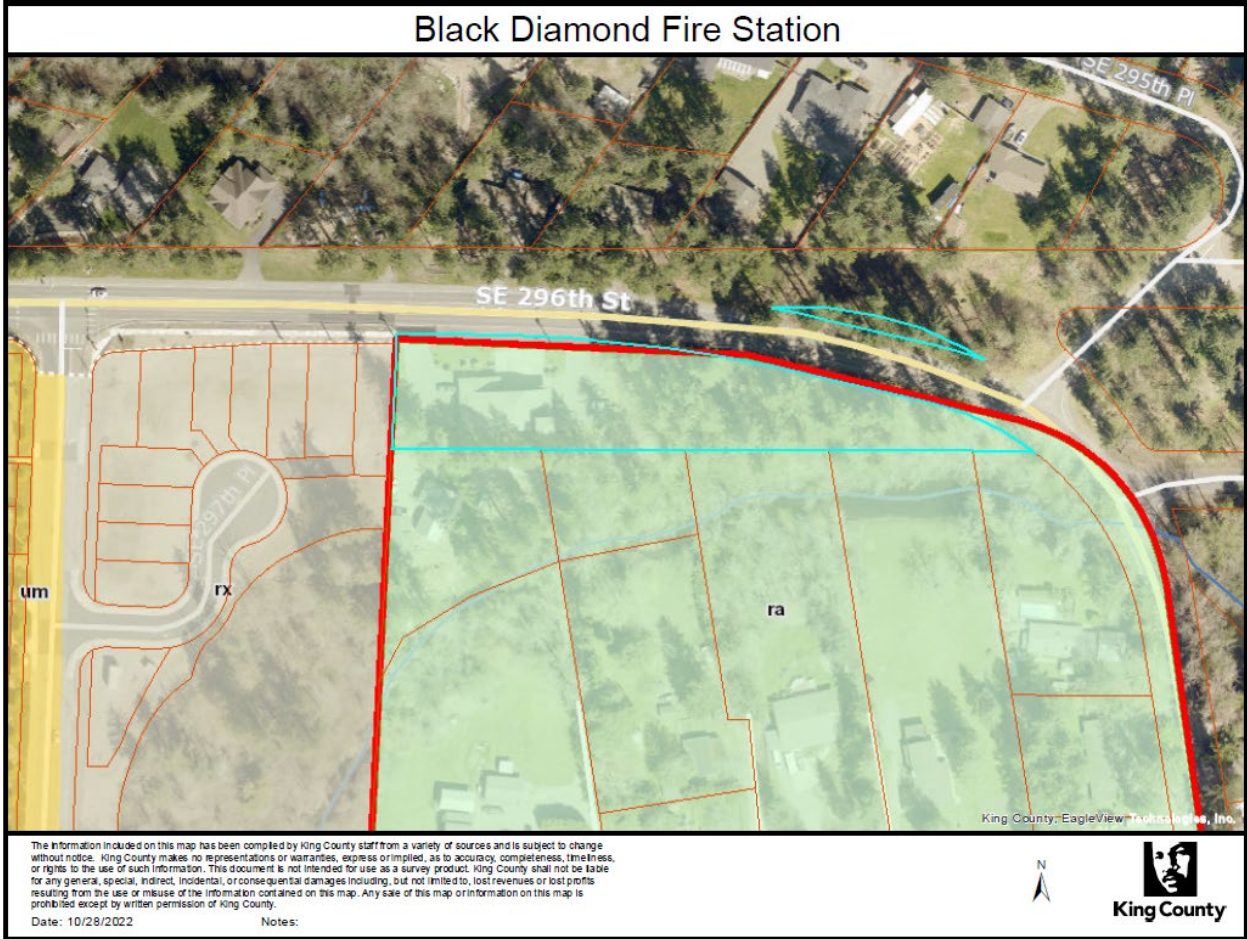 Black Diamond Fire Station
SE 295th Pl
SE 296th St
SE 297th Pl
um
rx
ra
King County, EagleView Technologies, Inc.
The information included on this map has been compiled by King County staff from a variety of sources and is subject to change
without notice. King County makes no representations or warranties, express or implied, as to accuracy, completeness, timeliness,
or rights to the use of such information. This document is not intended for use as a survey product. King County shall not be liable
for any general, special, indirect, incidental, or consequential damages including, but not limited to, lost revenues or lost profits
resulting from the use or misuse of the information contained on this map. Any sale of this map or information on this map is
prohibited except by written permission of King County.
Date: 10/28/2022 Notes:
N
King County